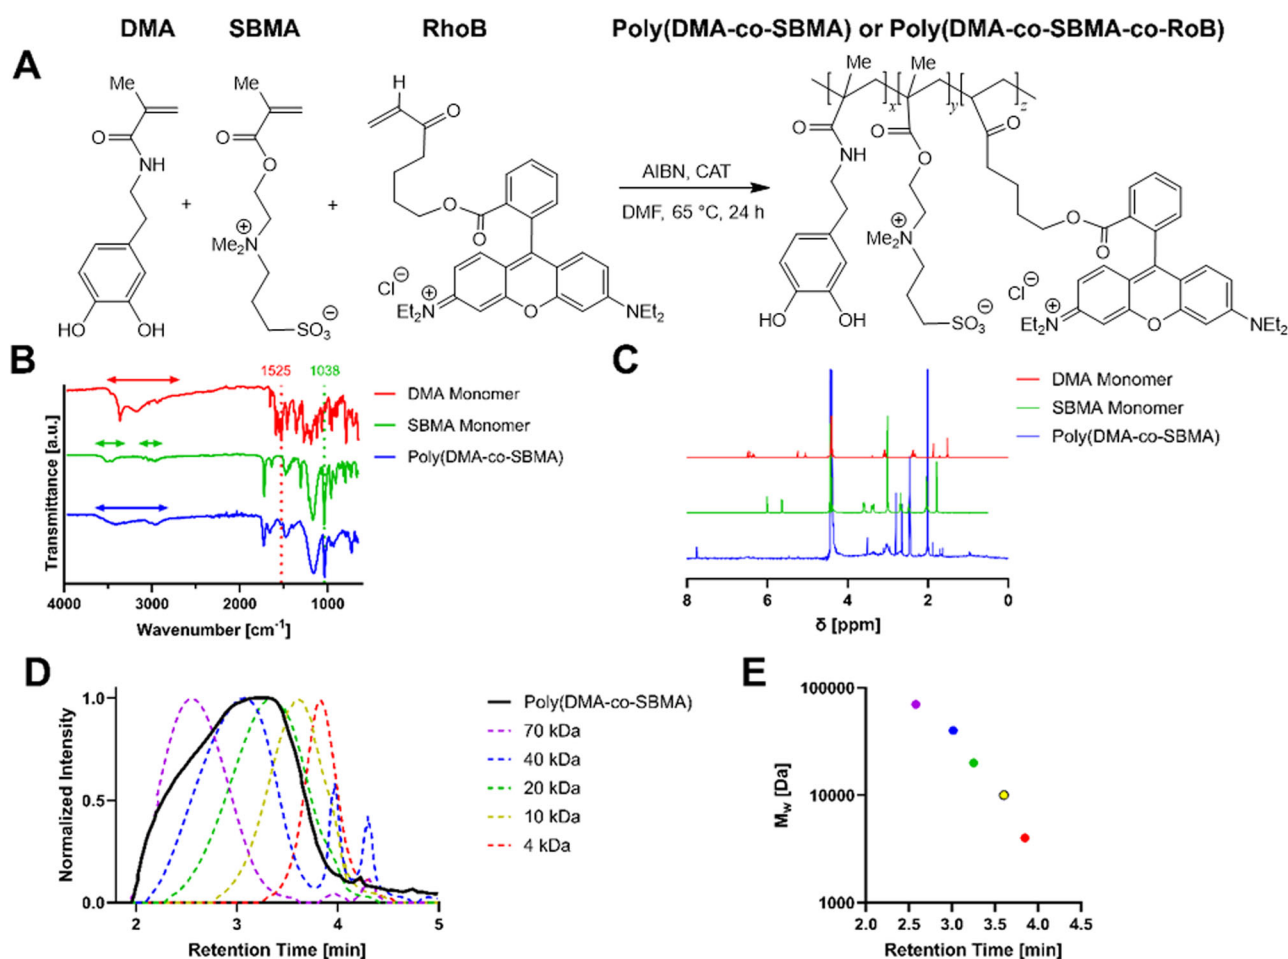 DMA SBMA RhoB Poly(DMA-co-SBMA) or Poly(DMA-co-SBMA-co-RoB)
A
Me
O
NH
HO OH
+
Me
O
O
⊕
Me2N
SO3 ⊖
+
H
O
O
O
Cl⊖
⊕
Et2N
O
NEt2
AIBN, CAT
DMF, 65 °C, 24 h
Me Me
x y z
O
NH
HO OH
O
O
⊕
Me2N
SO3 ⊖
O
O
O
Cl⊖
⊕
Et2N
O
NEt2
B
1525 1038
DMA Monomer
SBMA Monomer
Poly(DMA-co-SBMA)
Transmittance [a.u.]
4000 3000 2000 1000
Wavenumber [cm-1]
C
DMA Monomer
SBMA Monomer
Poly(DMA-co-SBMA)
8 6 4 2 0
δ [ppm]
D
Normalized Intensity
1.0
0.5
0.0
2 3 4 5
Retention Time [min]
Poly(DMA-co-SBMA)
70 kDa
40 kDa
20 kDa
10 kDa
4 kDa
E
Mw [Da]
100000
10000
1000
2.0 2.5 3.0 3.5 4.0 4.5
Retention Time [min]